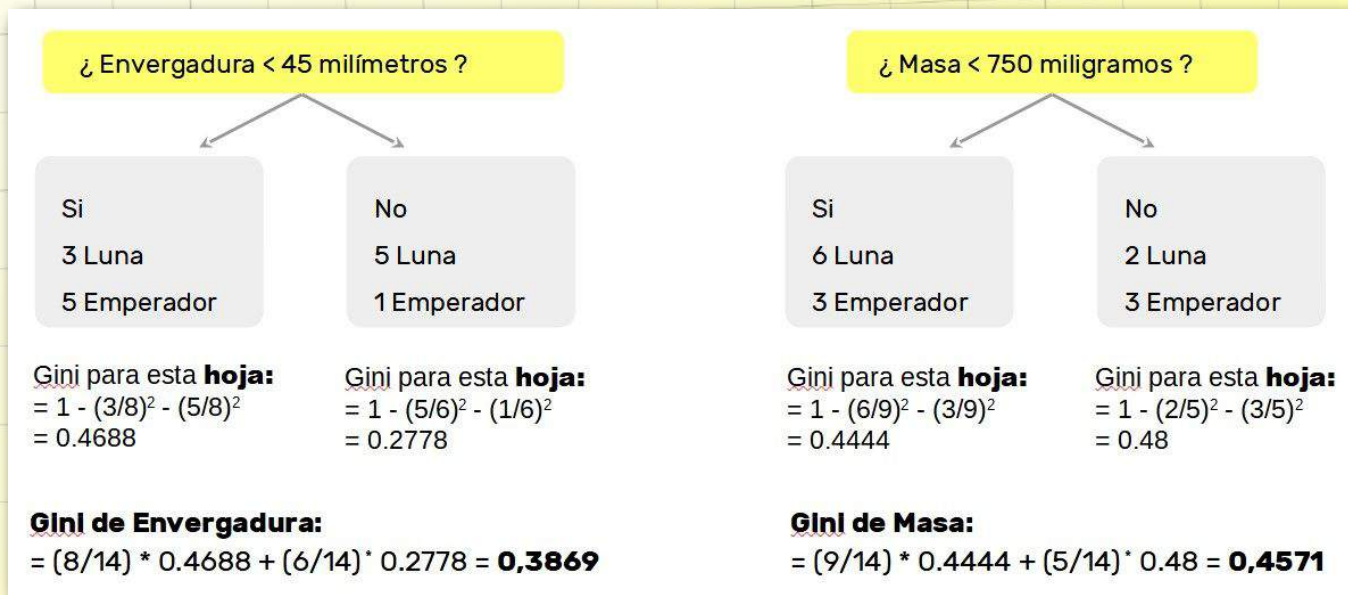 ¿ Envergadura < 45 milímetros ?
Si
3 Luna
5 Emperador
No
5 Luna
1 Emperador
Gini para esta hoja:
= 1 - (3/8)² - (5/8)²
= 0.4688
Gini para esta hoja:
= 1 - (5/6)² - (1/6)²
= 0.2778
Gini de Envergadura:
= (8/14) * 0.4688 + (6/14) * 0.2778 = 0,3869
¿ Masa < 750 miligramos ?
Si
6 Luna
3 Emperador
No
2 Luna
3 Emperador
Gini para esta hoja:
= 1 - (6/9)² - (3/9)²
= 0.4444
Gini para esta hoja:
= 1 - (2/5)² - (3/5)²
= 0.48
Gini de Masa:
= (9/14) * 0.4444 + (5/14) * 0.48 = 0,4571